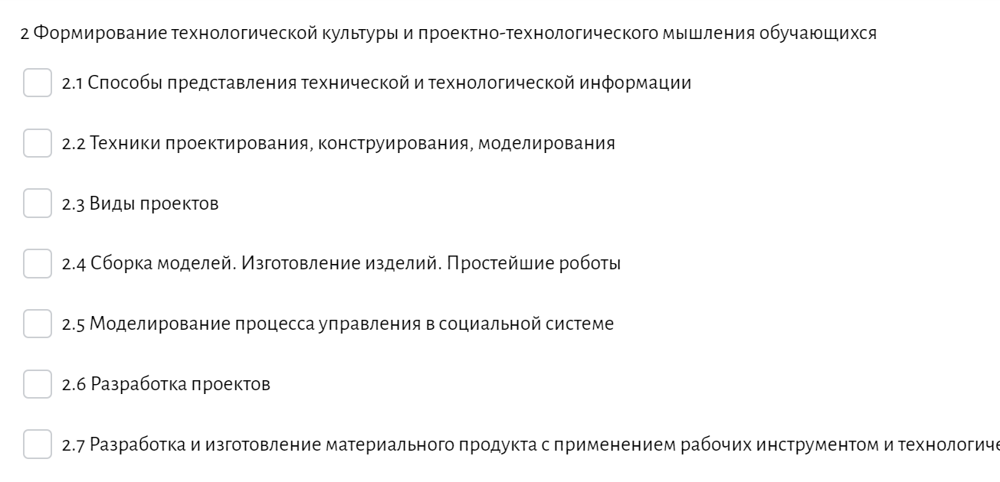 2 Формирование технологической культуры и проектно-технологического мышления обучающихся
2.1 Способы представления технической и технологической информации
2.2 Техники проектирования, конструирования, моделирования
2.3 Виды проектов
2.4 Сборка моделей. Изготовление изделий. Простейшие роботы
2.5 Моделирование процесса управления в социальной системе
2.6 Разработка проектов
2.7 Разработка и изготовление материального продукта с применением рабочих инструментом и